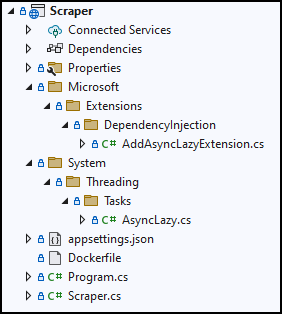 Scraper
Connected Services
Dependencies
Properties
Microsoft
Extensions
DependencyInjection
C# AddAsyncLazyExtension.cs
System
Threading
Tasks
C# AsyncLazy.cs
appsettings.json
Dockerfile
C# Program.cs
C# Scraper.cs